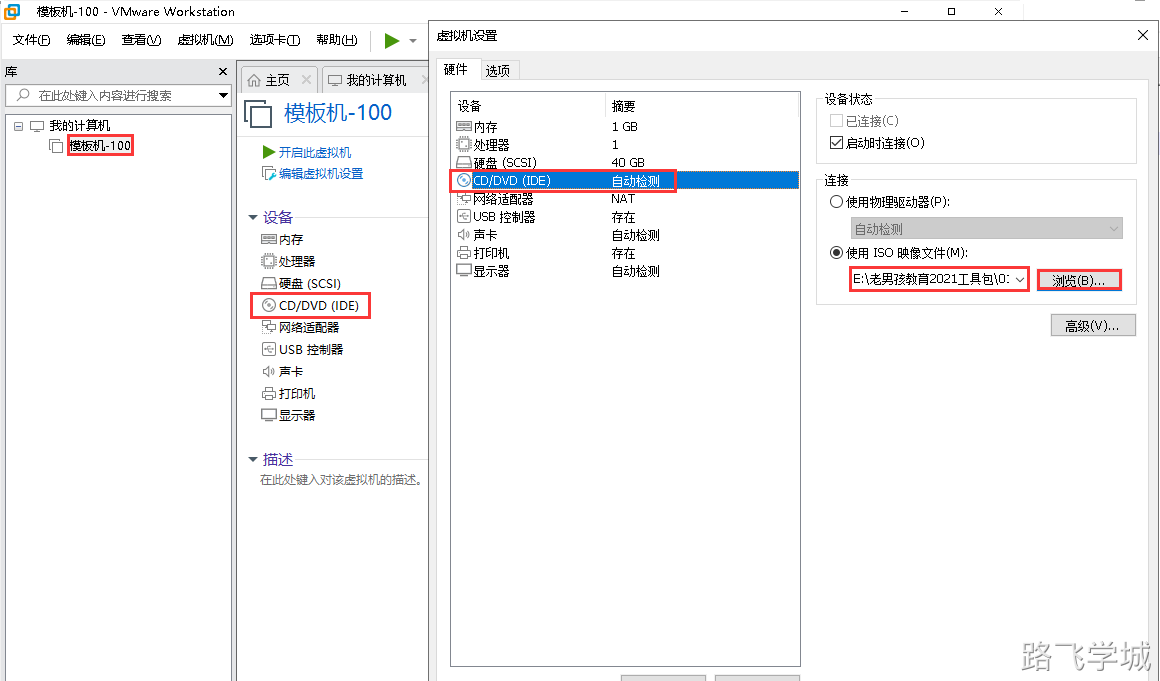 模板机-100 - VMware Workstation
文件(F) 编辑(E) 查看(V) 虚拟机(M) 选项卡(T) 帮助(H)
库
在此处键入内容进行搜索
我的计算机
模板机-100
主页 我的计算机
模板机-100
开启此虚拟机
编辑虚拟机设置
设备
内存
处理器
硬盘 (SCSI)
CD/DVD (IDE)
网络适配器
USB 控制器
声卡
打印机
显示器
描述
在此处键入对该虚拟机的描述。
虚拟机设置
硬件 选项
设备 摘要
内存 1 GB
处理器 1
硬盘 (SCSI) 40 GB
CD/DVD (IDE) 自动检测
网络适配器 NAT
USB 控制器 存在
声卡 自动检测
打印机 存在
显示器 自动检测
设备状态
已连接(C)
启动时连接(O)
连接
使用物理驱动器(P):
自动检测
使用 ISO 映像文件(M):
E:\老男孩教育2021工具包\0: 浏览(B)...
高级(V)...
路飞学城